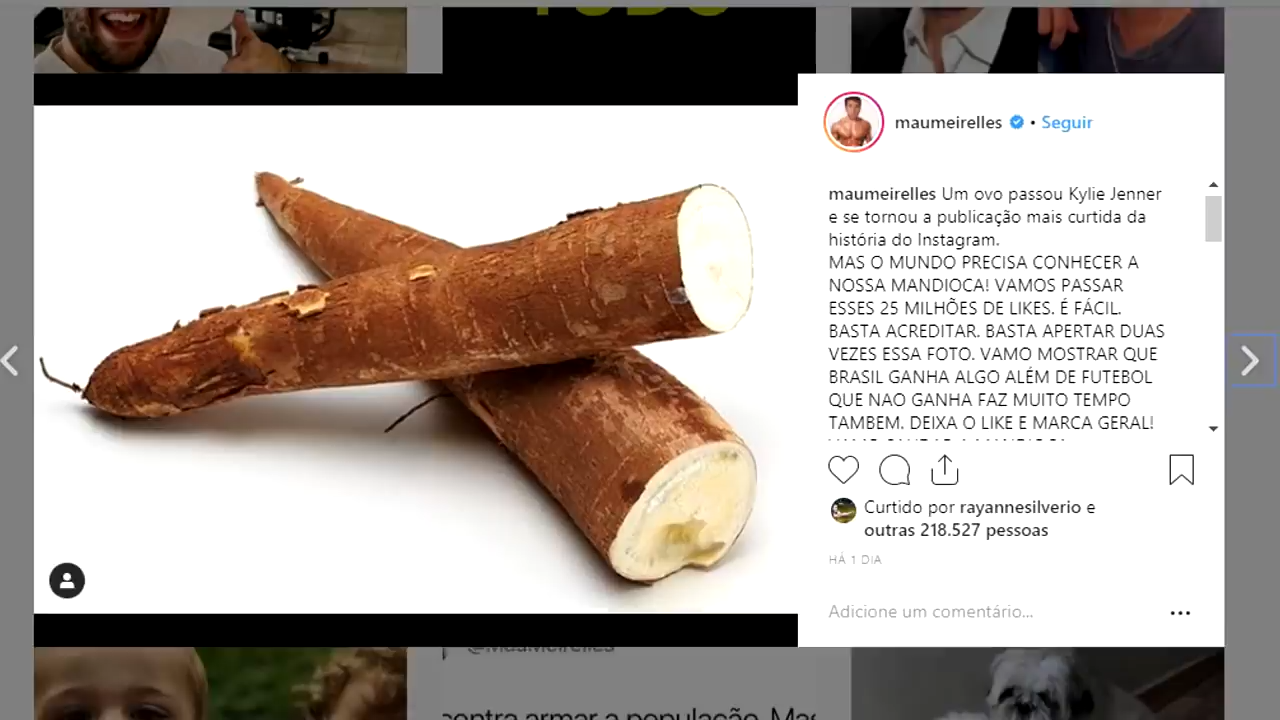 TUDO
maumeirelles • Seguir
maumeirelles Um ovo passou Kylie Jenner
e se tornou a publicação mais curtida da
história do Instagram.
MAS O MUNDO PRECISA CONHECER A
NOSSA MANDIOCA! VAMOS PASSAR
ESSES 25 MILHÕES DE LIKES. É FÁCIL.
BASTA ACREDITAR. BASTA APERTAR DUAS
VEZES ESSA FOTO. VAMO MOSTRAR QUE
BRASIL GANHA ALGO ALÉM DE FUTEBOL
QUE NAO GANHA FAZ MUITO TEMPO
TAMBEM. DEIXA O LIKE E MARCA GERAL!
Curtido por rayannesilverio e
outras 218.527 pessoas
HÁ 1 DIA
Adicione um comentário...
@MauMeirelles
contra armar a população. Mas